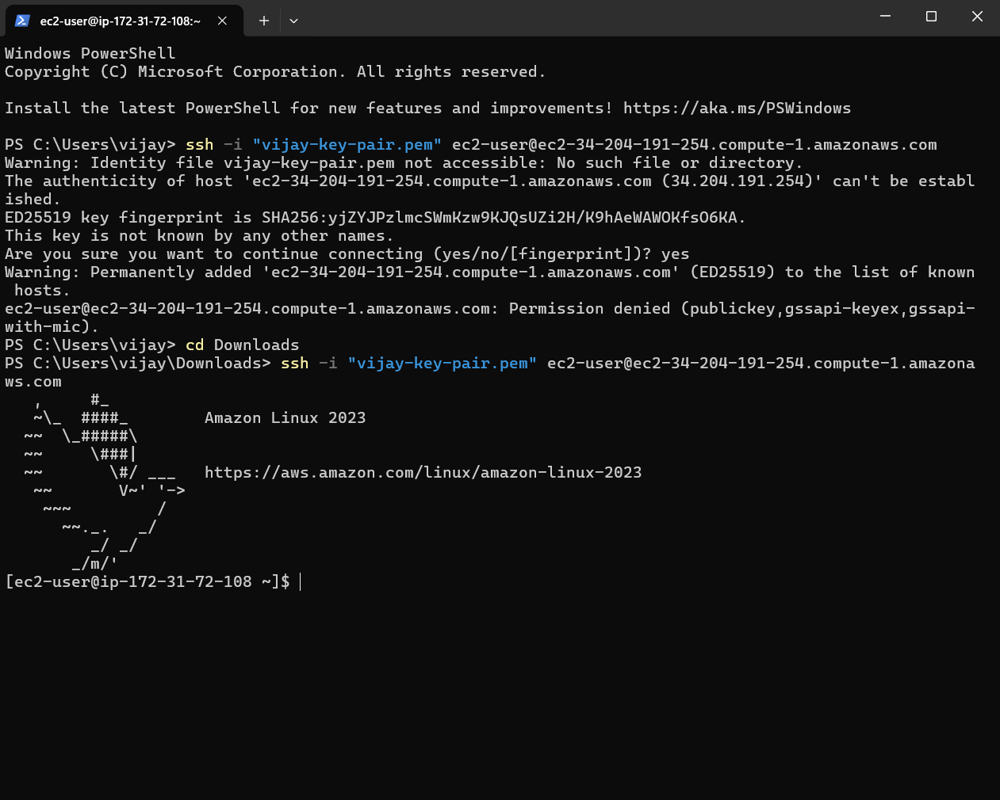 ec2-user@ip-172-31-72-108:~
Windows PowerShell
Copyright (C) Microsoft Corporation. All rights reserved.
Install the latest PowerShell for new features and improvements! https://aka.ms/PSWindows
PS C:\Users\vijay> ssh -i "vijay-key-pair.pem" ec2-user@ec2-34-204-191-254.compute-1.amazonaws.com
Warning: Identity file vijay-key-pair.pem not accessible: No such file or directory.
The authenticity of host 'ec2-34-204-191-254.compute-1.amazonaws.com (34.204.191.254)' can't be establ
ished.
ED25519 key fingerprint is SHA256:yjZYJPzlmcSWmKzw9KJQsUZi2H/K9hAeWAWOKfsO6KA.
This key is not known by any other names.
Are you sure you want to continue connecting (yes/no/[fingerprint])? yes
Warning: Permanently added 'ec2-34-204-191-254.compute-1.amazonaws.com' (ED25519) to the list of known
 hosts.
ec2-user@ec2-34-204-191-254.compute-1.amazonaws.com: Permission denied (publickey,gssapi-keyex,gssapi-
with-mic).
PS C:\Users\vijay> cd Downloads
PS C:\Users\vijay\Downloads> ssh -i "vijay-key-pair.pem" ec2-user@ec2-34-204-191-254.compute-1.amazona
ws.com
   ,     #_
   ~\_  ####_        Amazon Linux 2023
  ~~  \_#####\
  ~~     \###|
  ~~       \#/ ___   https://aws.amazon.com/linux/amazon-linux-2023
   ~~       V~' '->
    ~~~         /
      ~~._.   _/
         _/ _/
       _/m/'
[ec2-user@ip-172-31-72-108 ~]$